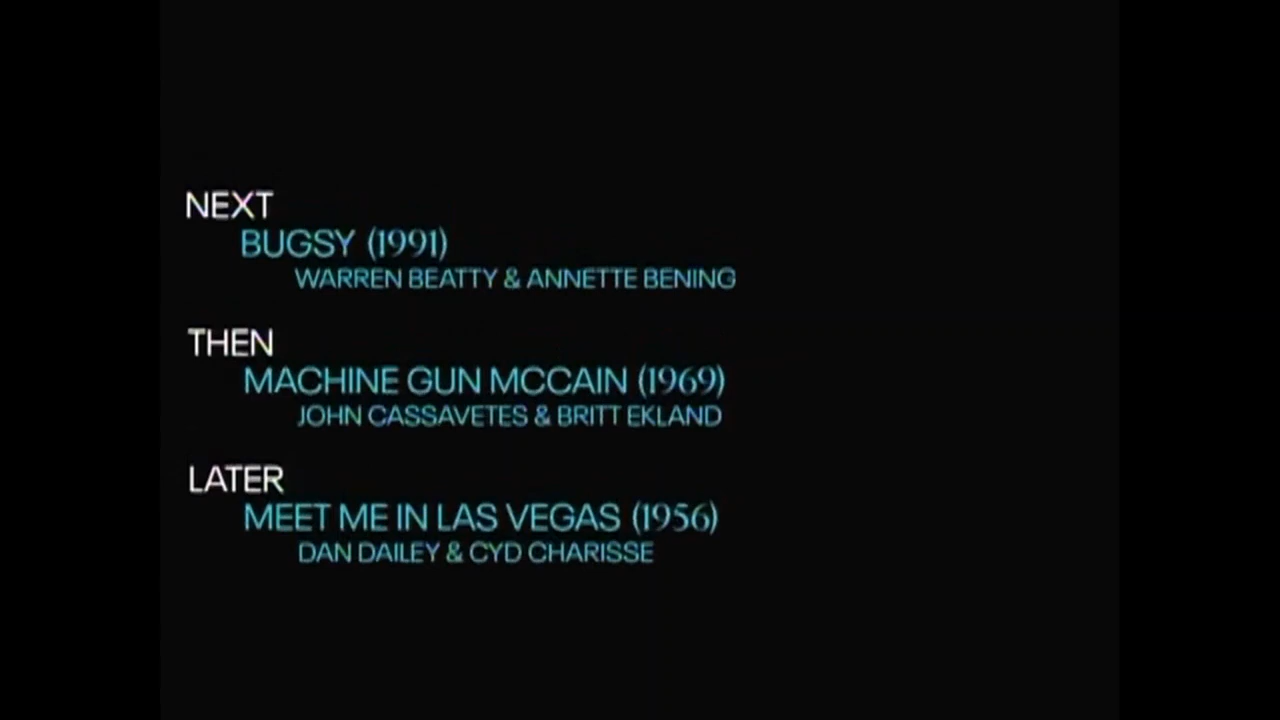 NEXT
BUGSY (1991)
WARREN BEATTY & ANNETTE BENING
THEN
MACHINE GUN MCCAIN (1969)
JOHN CASSAVETES & BRITT EKLAND
LATER
MEET ME IN LAS VEGAS (1956)
DAN DAILEY & CYD CHARISSE